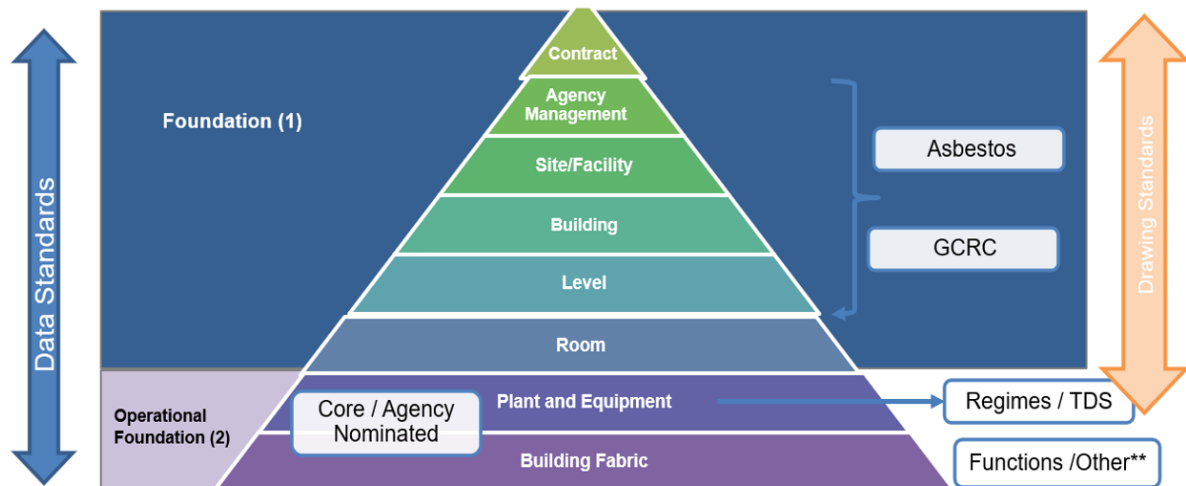 Data Standards
Foundation (1)
Contract
Agency
Management
Site/Facility
Building
Level
Room
Asbestos
GCRC
Drawing Standards
Operational
Foundation (2)
Core / Agency
Nominated
Plant and Equipment
Regimes / TDS
Building Fabric
Functions /Other**